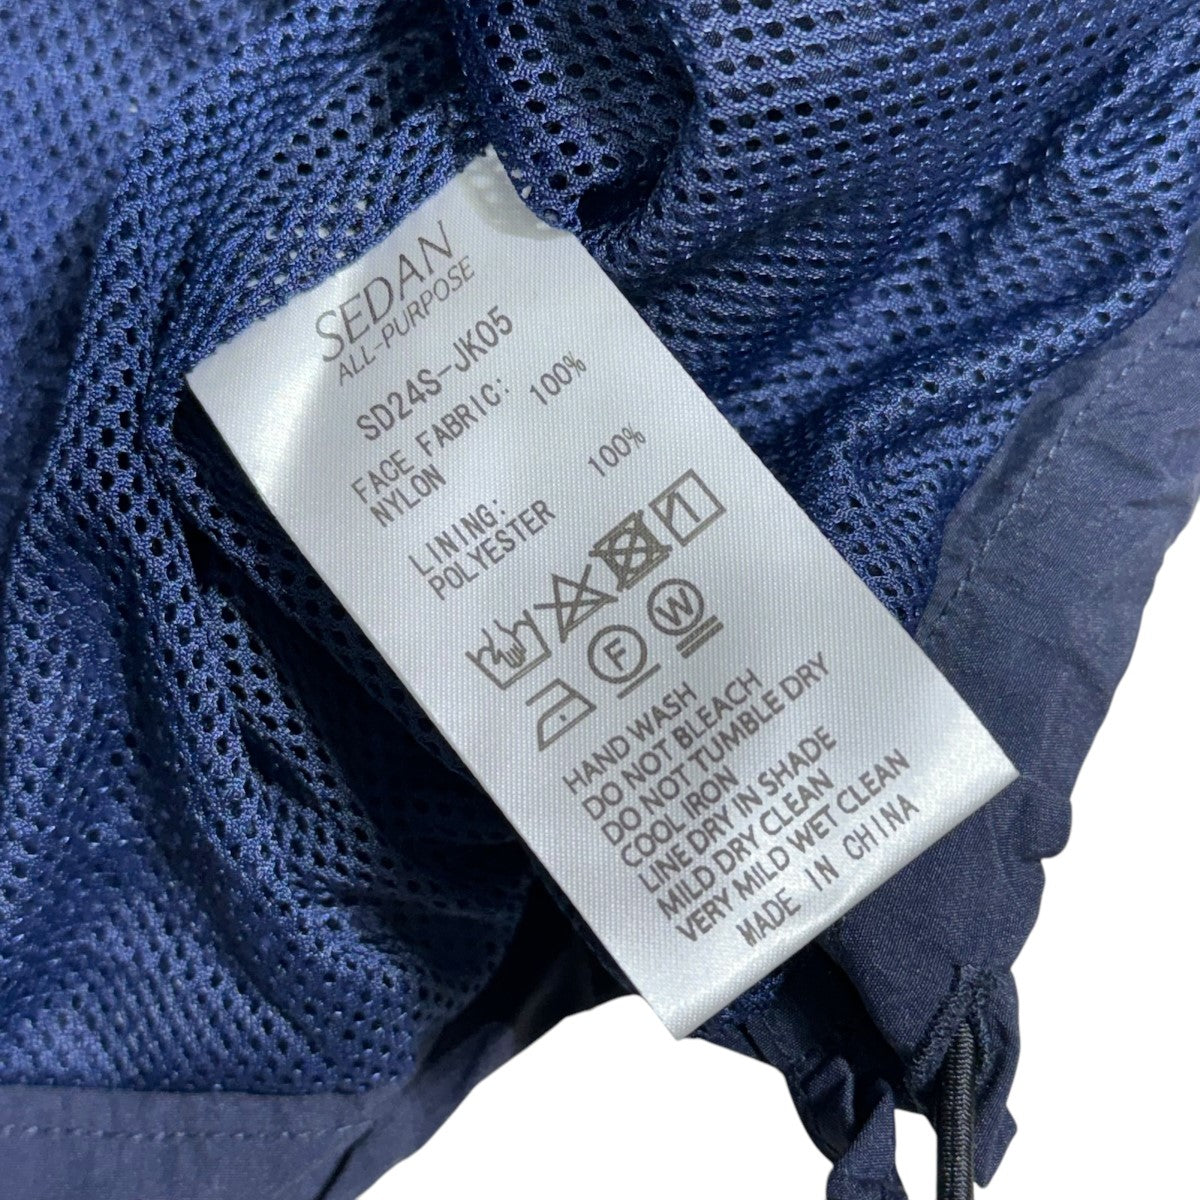 SEDAN
ALL-PURPOSE
SD24S-JK05
FACE FABRIC:
NYLON 100%
LINING:
POLYESTER 100%
F W
HAND WASH
DO NOT BLEACH
DO NOT TUMBLE DRY
COOL IRON
LINE DRY IN SHADE
MILD DRY CLEAN
VERY MILD WET CLEAN
MADE IN CHINA